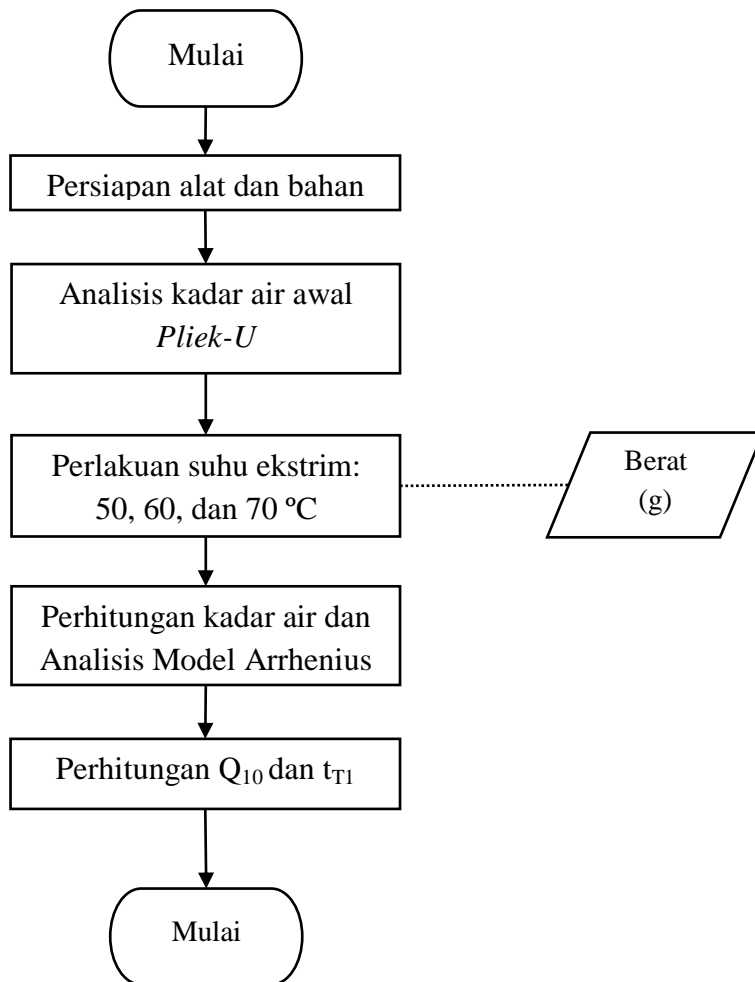 Mulai
Persiapan alat dan bahan
Analisis kadar air awal
Pliek-U
Perlakuan suhu ekstrim:
50, 60, dan 70 ºC
Berat
(g)
Perhitungan kadar air dan
Analisis Model Arrhenius
Perhitungan Q₁₀ dan t_T1
Mulai